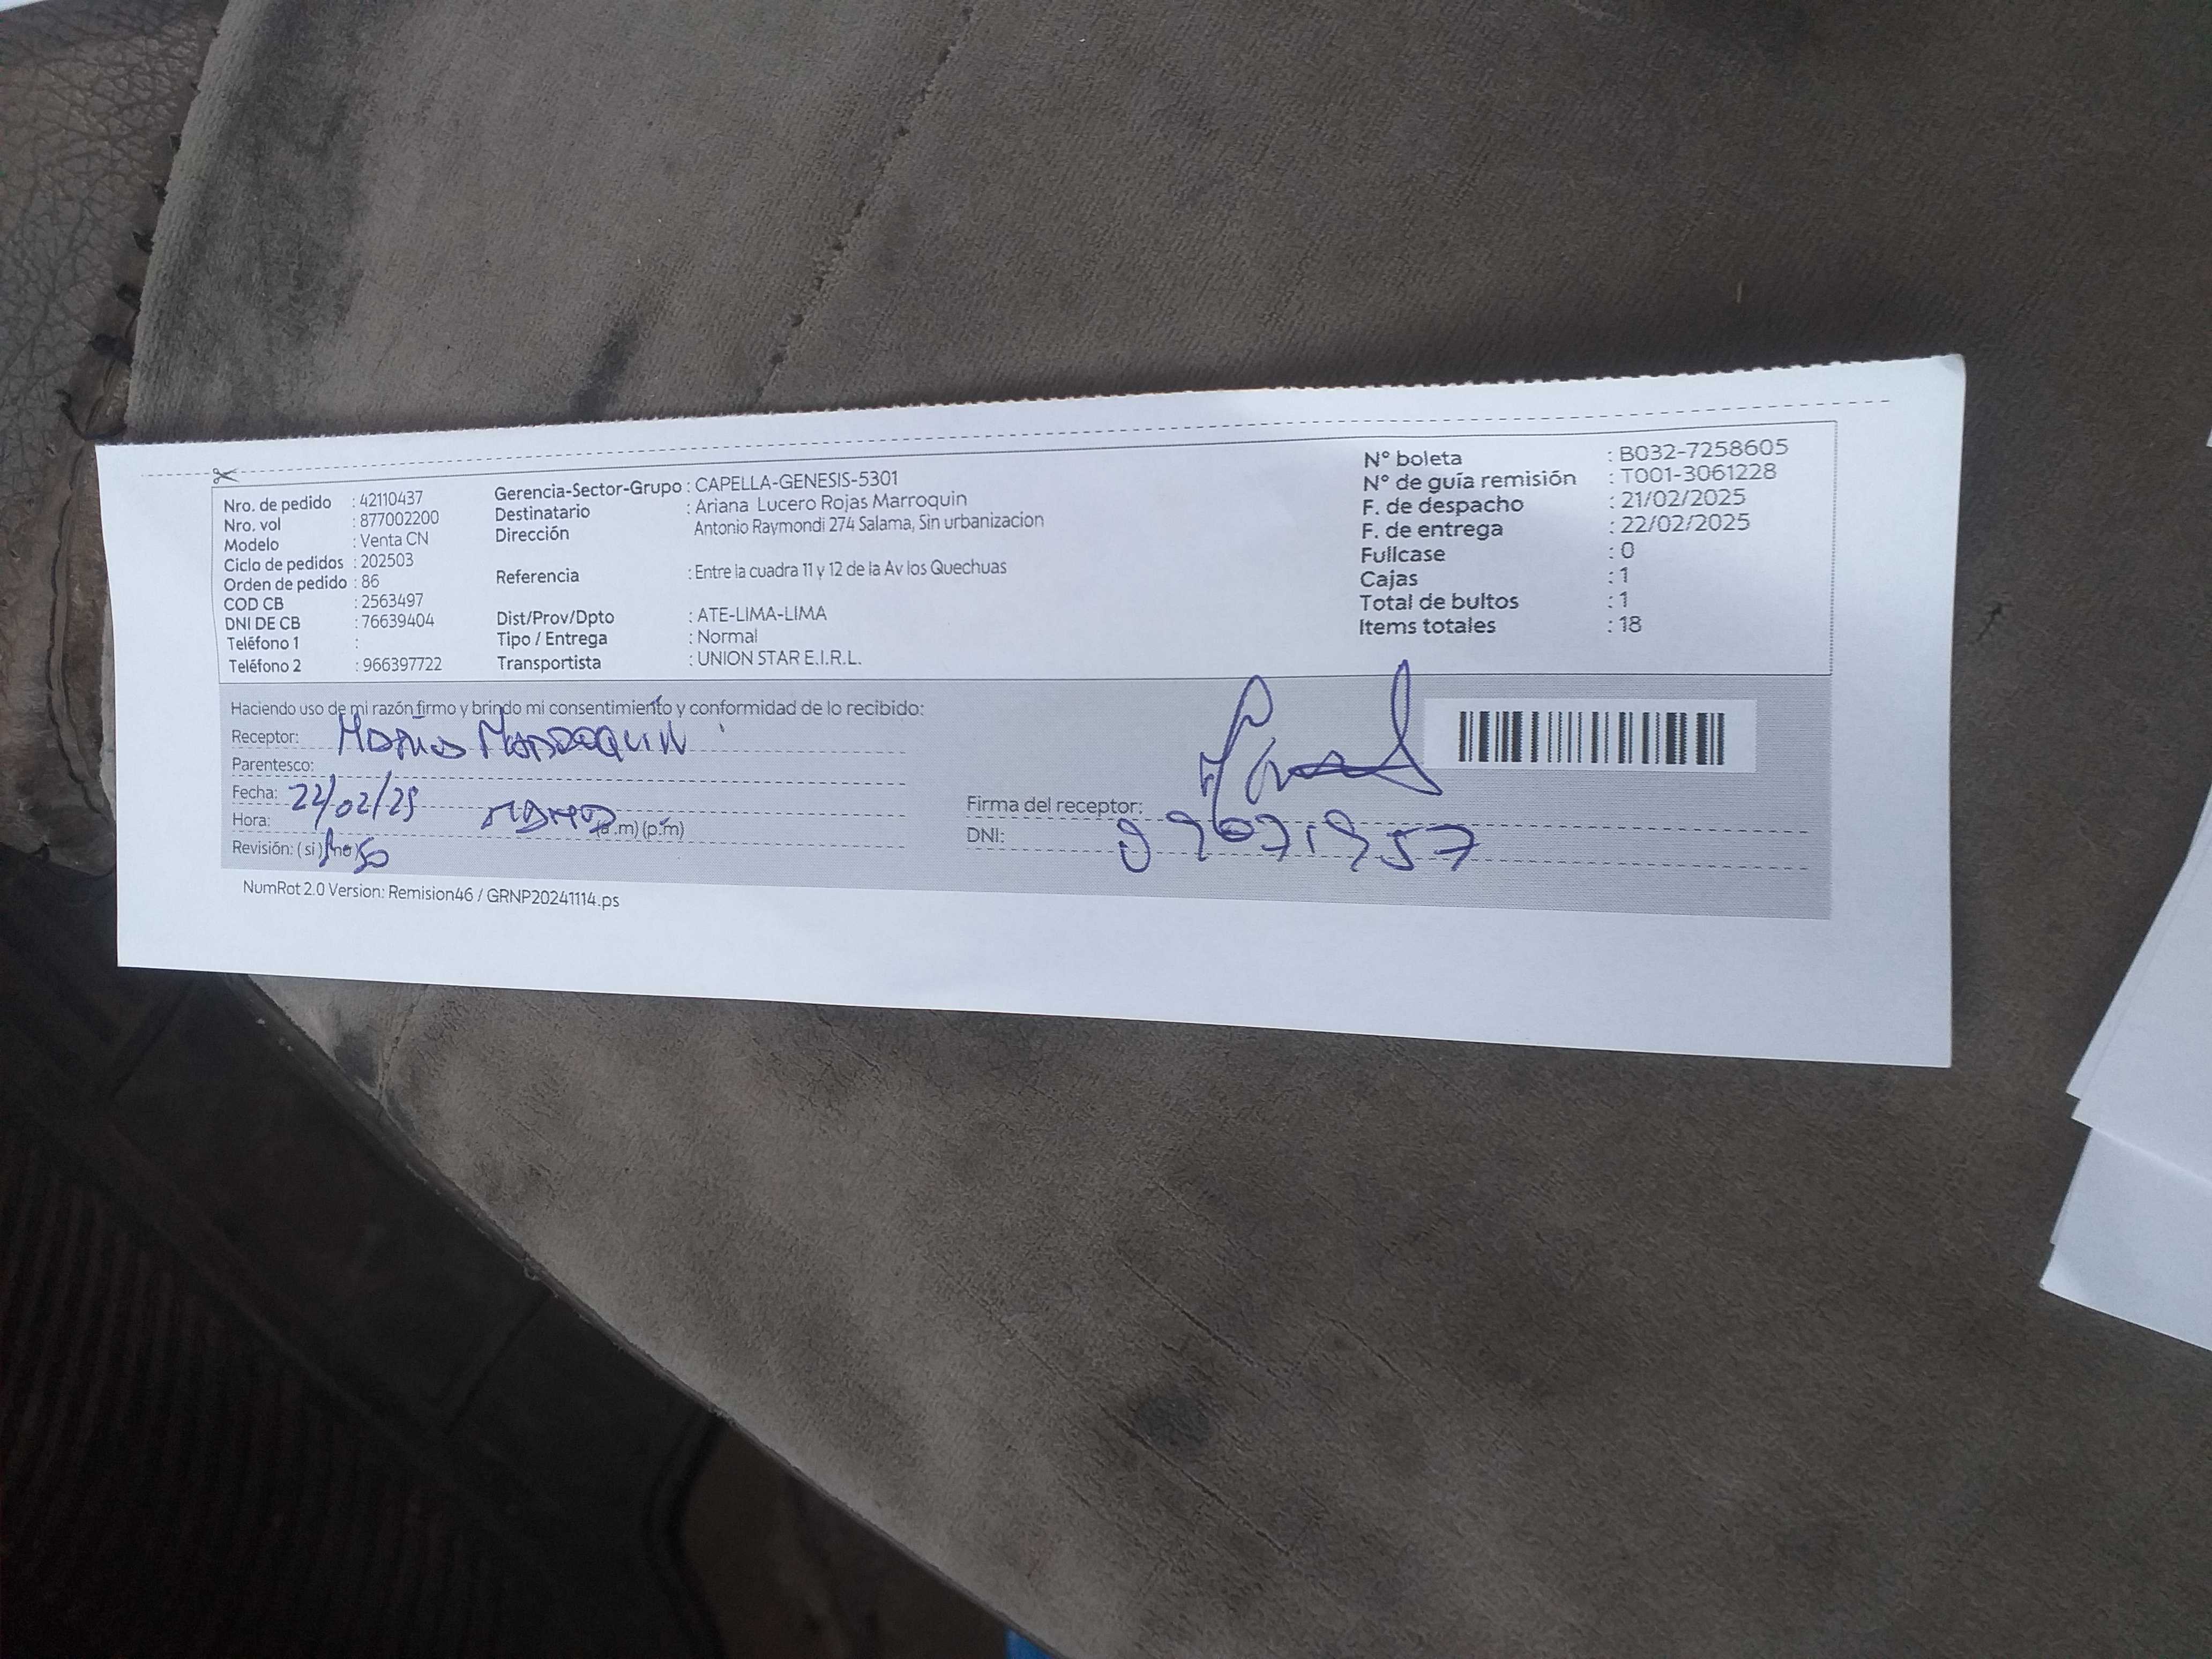 Nro. de pedido : 42110437
Nro. vol : 877002200
Modelo : Venta CN
Ciclo de pedidos : 202503
Orden de pedido : 86
COD CB : 2563497
DNI DE CB : 76639404
Teléfono 1 :
Teléfono 2 : 966397722
Gerencia-Sector-Grupo : CAPELLA-GENESIS-5301
Destinatario : Ariana Lucero Rojas Marroquin
Dirección Antonio Raymondi 274 Salama, Sin urbanizacion
Referencia : Entre la cuadra 11 y 12 de la Av los Quechuas
Dist/Prov/Dpto : ATE-LIMA-LIMA
Tipo / Entrega : Normal
Transportista : UNION STAR E.I.R.L.
N° boleta : B032-7258605
N° de guía remisión : T001-3061228
F. de despacho : 21/02/2025
F. de entrega : 22/02/2025
Fullcase : 0
Cajas : 1
Total de bultos : 1
Items totales : 18
Haciendo uso de mi razón firmo y brindo mi consentimiento y conformidad de lo recibido:
Receptor: MARROQUIN
Parentesco:
Fecha: 22/02/25
Hora: (a.m) (p.m)
Revisión: (si) (no)
Firma del receptor:
DNI:
NumRot 2.0 Version: Remision46 / GRNP20241114.ps